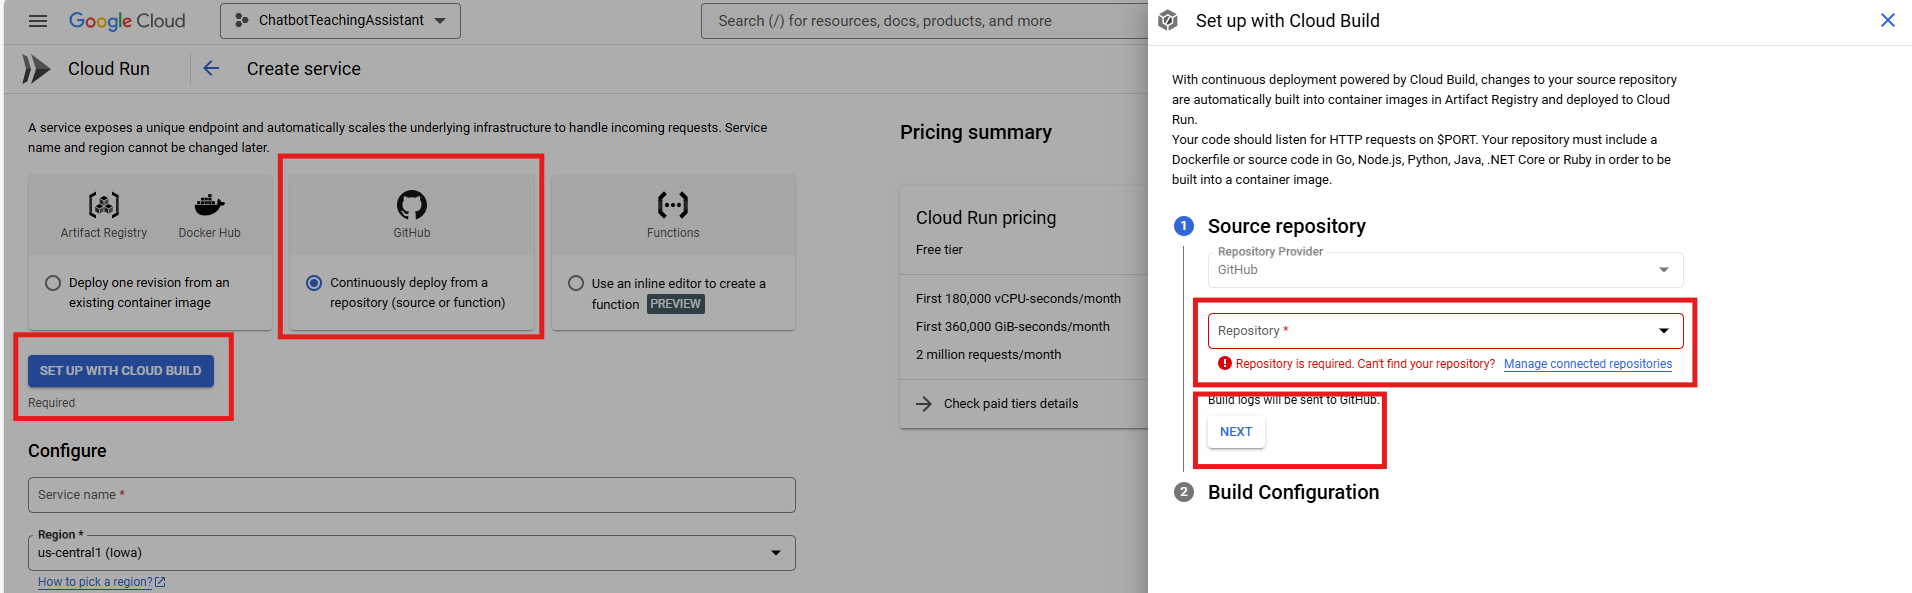 Google Cloud
ChatbotTeachingAssistant
Search (/) for resources, docs, products, and more
Cloud Run
Create service
A service exposes a unique endpoint and automatically scales the underlying infrastructure to handle incoming requests. Service
name and region cannot be changed later.
Artifact Registry
Docker Hub
Deploy one revision from an
existing container image
GitHub
Continuously deploy from a
repository (source or function)
Functions
Use an inline editor to create a
function PREVIEW
SET UP WITH CLOUD BUILD
Required
Configure
Service name *
Region *
us-central1 (Iowa)
How to pick a region?
Pricing summary
Cloud Run pricing
Free tier
First 180,000 vCPU-seconds/month
First 360,000 GiB-seconds/month
2 million requests/month
Check paid tiers details
Set up with Cloud Build
With continuous deployment powered by Cloud Build, changes to your source repository
are automatically built into container images in Artifact Registry and deployed to Cloud
Run.
Your code should listen for HTTP requests on $PORT. Your repository must include a
Dockerfile or source code in Go, Node.js, Python, Java, .NET Core or Ruby in order to be
built into a container image.
1 Source repository
Repository Provider
GitHub
Repository *
Repository is required. Can't find your repository? Manage connected repositories
Build logs will be sent to GitHub.
NEXT
2 Build Configuration